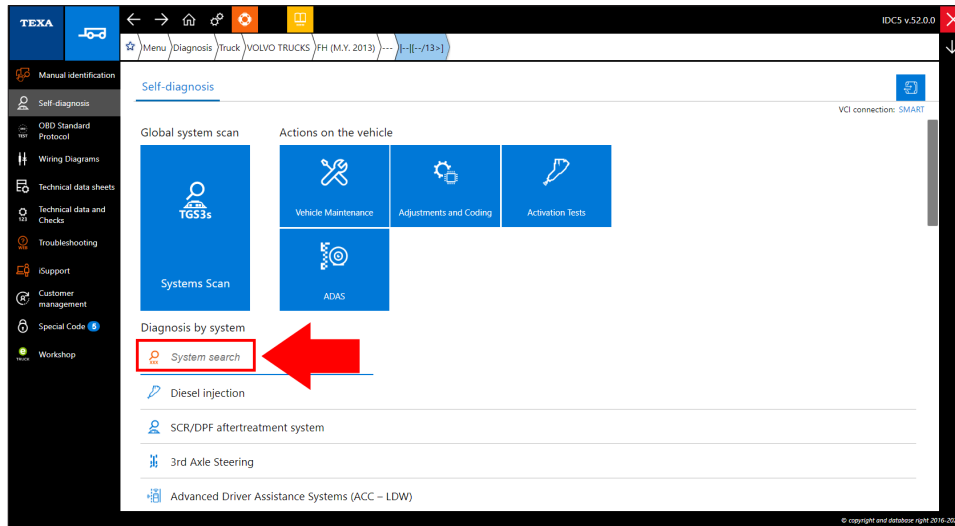 TEXA
IDC5 v.52.0.0
Menu Diagnosis Truck VOLVO TRUCKS FH (M.Y. 2013) --- |--|[--/13>]
Manual identification
Self-diagnosis
TEST
OBD Standard
Protocol
Wiring Diagrams
Technical data sheets
123
Technical data and
Checks
WEB
Troubleshooting
iSupport
Customer
management
Special Code 5
TRUCK
Workshop
Self-diagnosis
VCI connection: SMART
Global system scan
Actions on the vehicle
TGS3s
Systems Scan
Vehicle Maintenance
Adjustments and Coding
Activation Tests
ADAS
Diagnosis by system
System search
Diesel injection
SCR/DPF aftertreatment system
3rd Axle Steering
Advanced Driver Assistance Systems (ACC – LDW)
© copyright and database right 2016-20